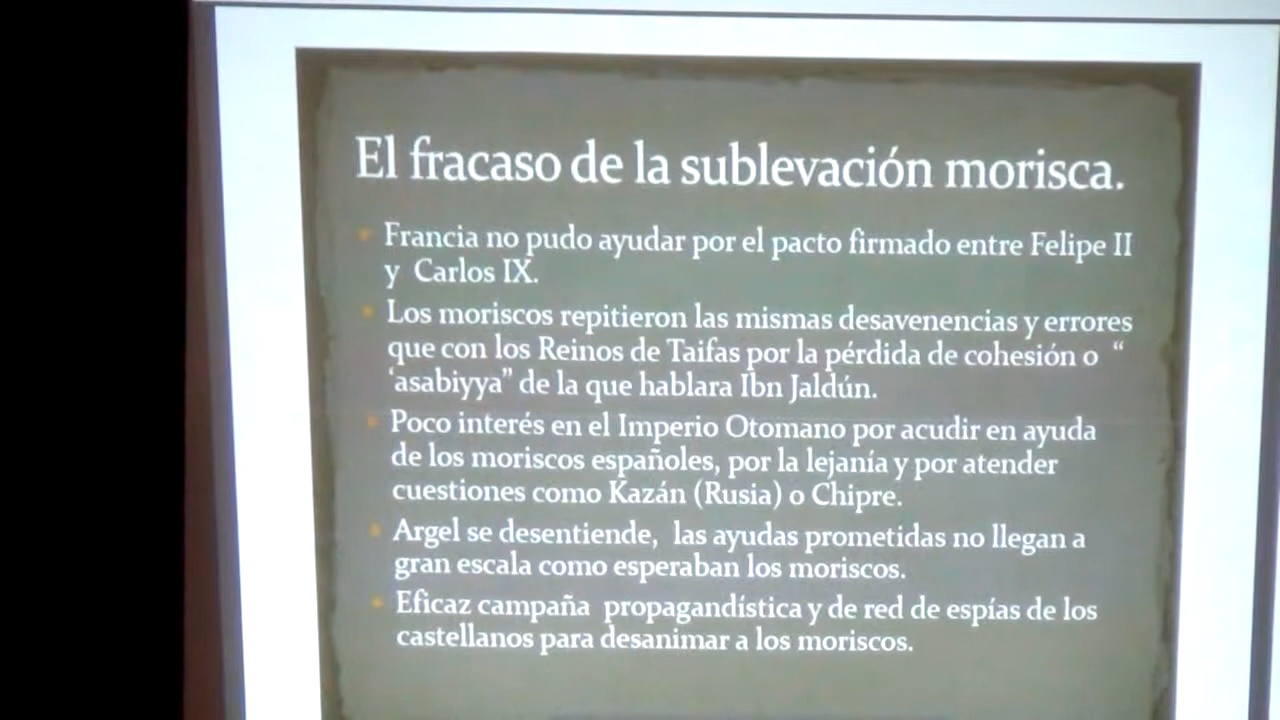 El fracaso de la sublevación morisca.
Francia no pudo ayudar por el pacto firmado entre Felipe II
y Carlos IX.
Los moriscos repitieron las mismas desavenencias y errores
que con los Reinos de Taifas por la pérdida de cohesión o “
‘asabiyya” de la que hablara Ibn Jaldún.
Poco interés en el Imperio Otomano por acudir en ayuda
de los moriscos españoles, por la lejanía y por atender
cuestiones como Kazán (Rusia) o Chipre.
Argel se desentiende, las ayudas prometidas no llegan a
gran escala como esperaban los moriscos.
Eficaz campaña propagandística y de red de espías de los
castellanos para desanimar a los moriscos.